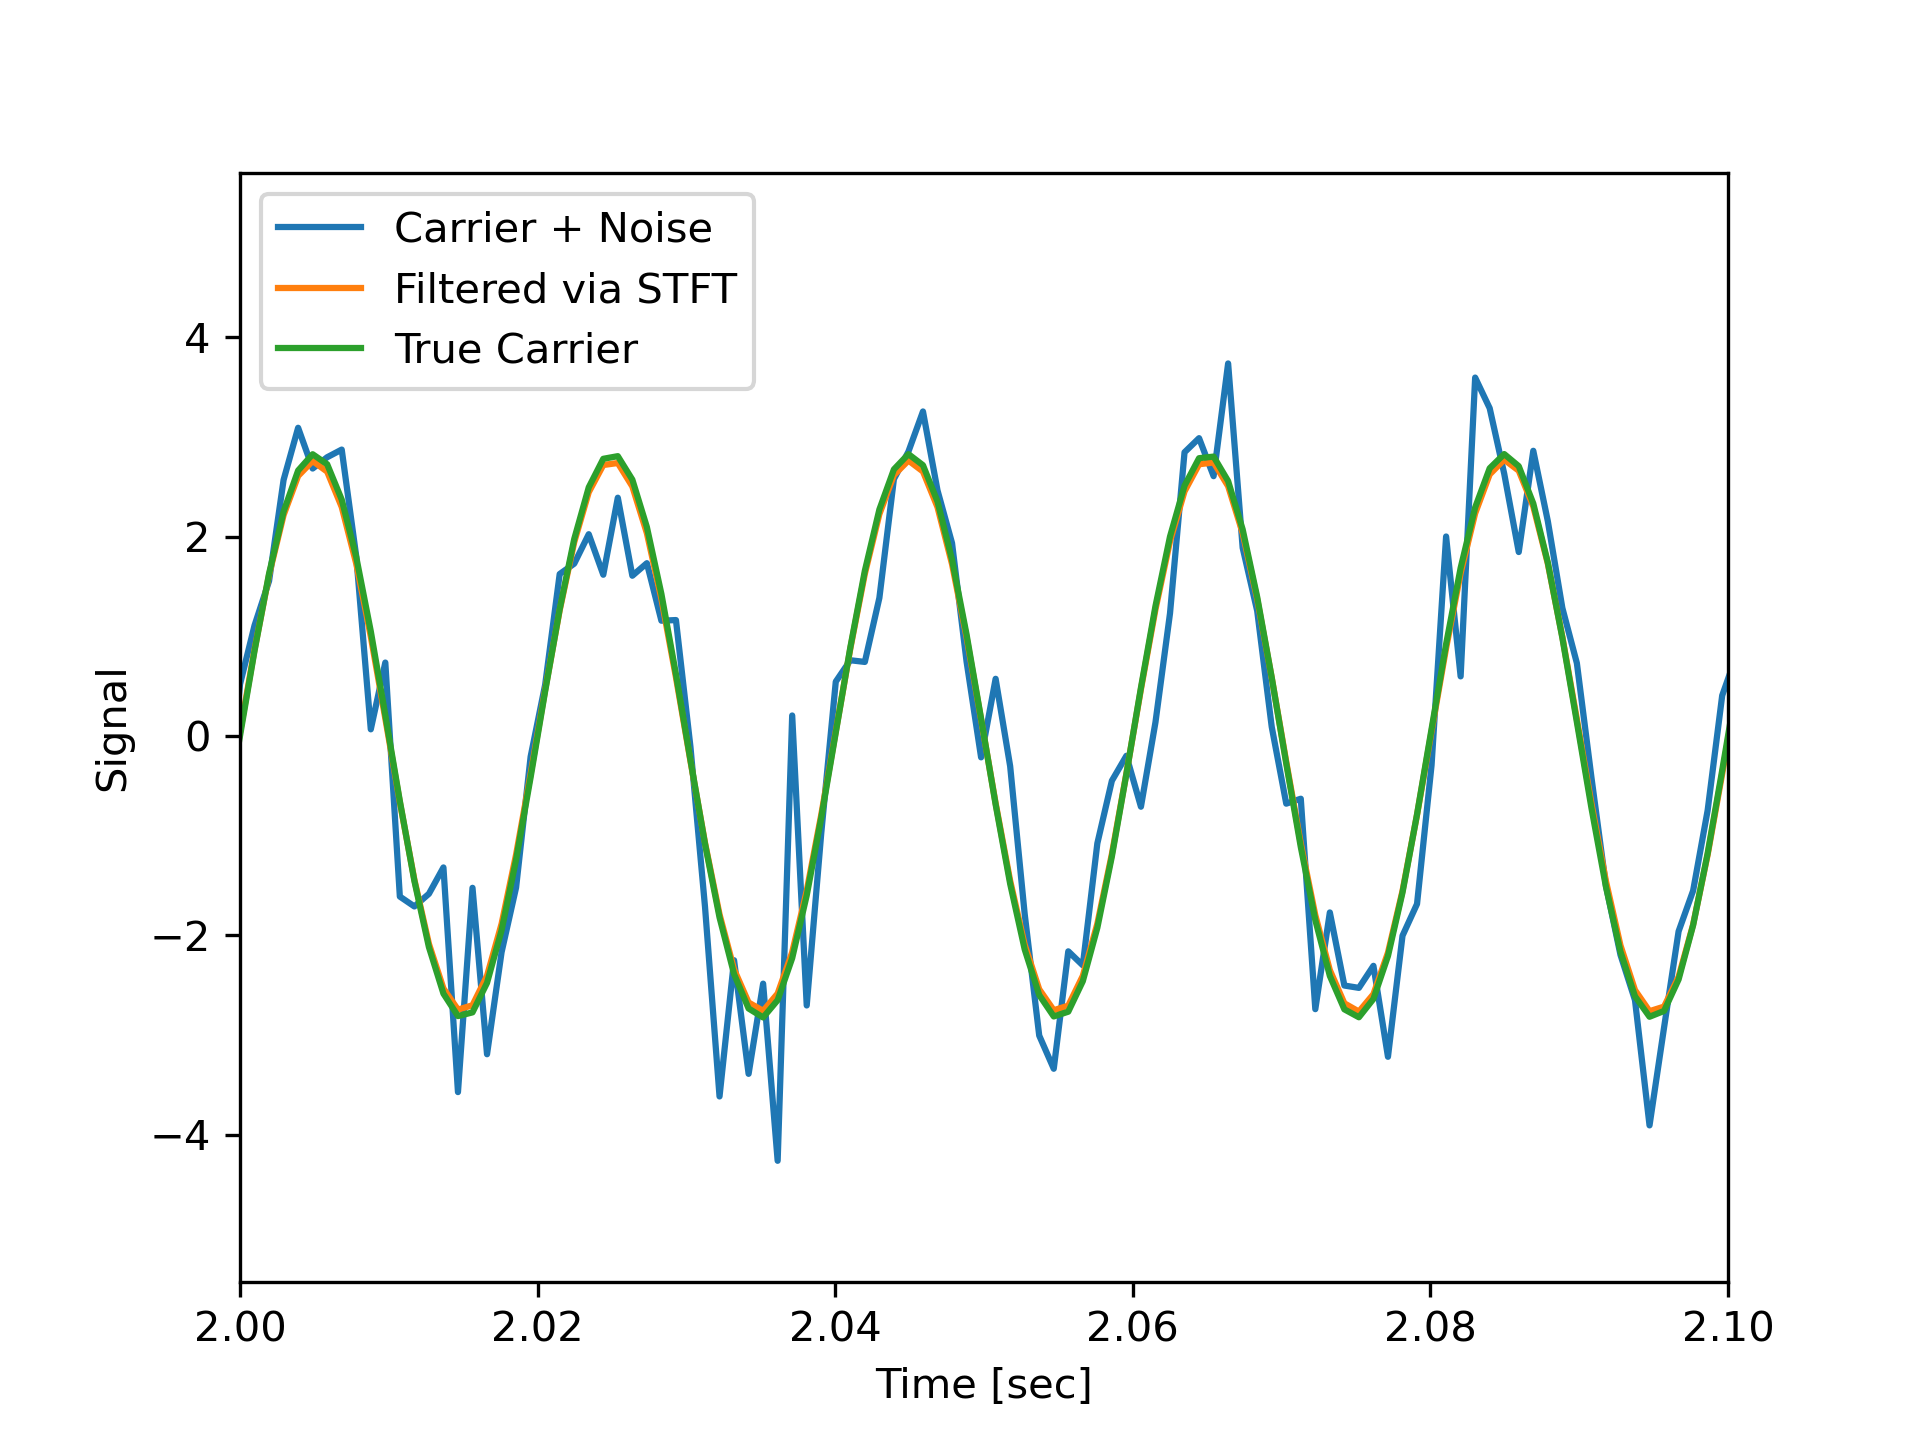 Carrier + Noise
Filtered via STFT
True Carrier
4
2
0
−2
−4
Signal
2.00 2.02 2.04 2.06 2.08 2.10
Time [sec]